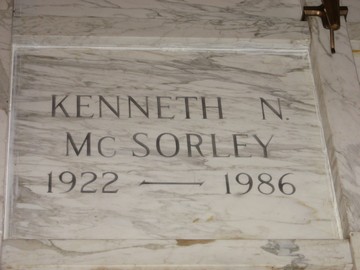 KENNETH N.
Mc SORLEY
1922 — 1986